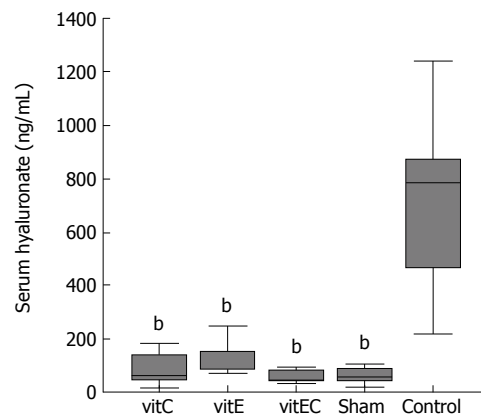 Serum hyaluronate (ng/mL)
1400
1200
1000
800
600
400
200
0
b
b
b
b
vitC
vitE
vitEC
Sham
Control